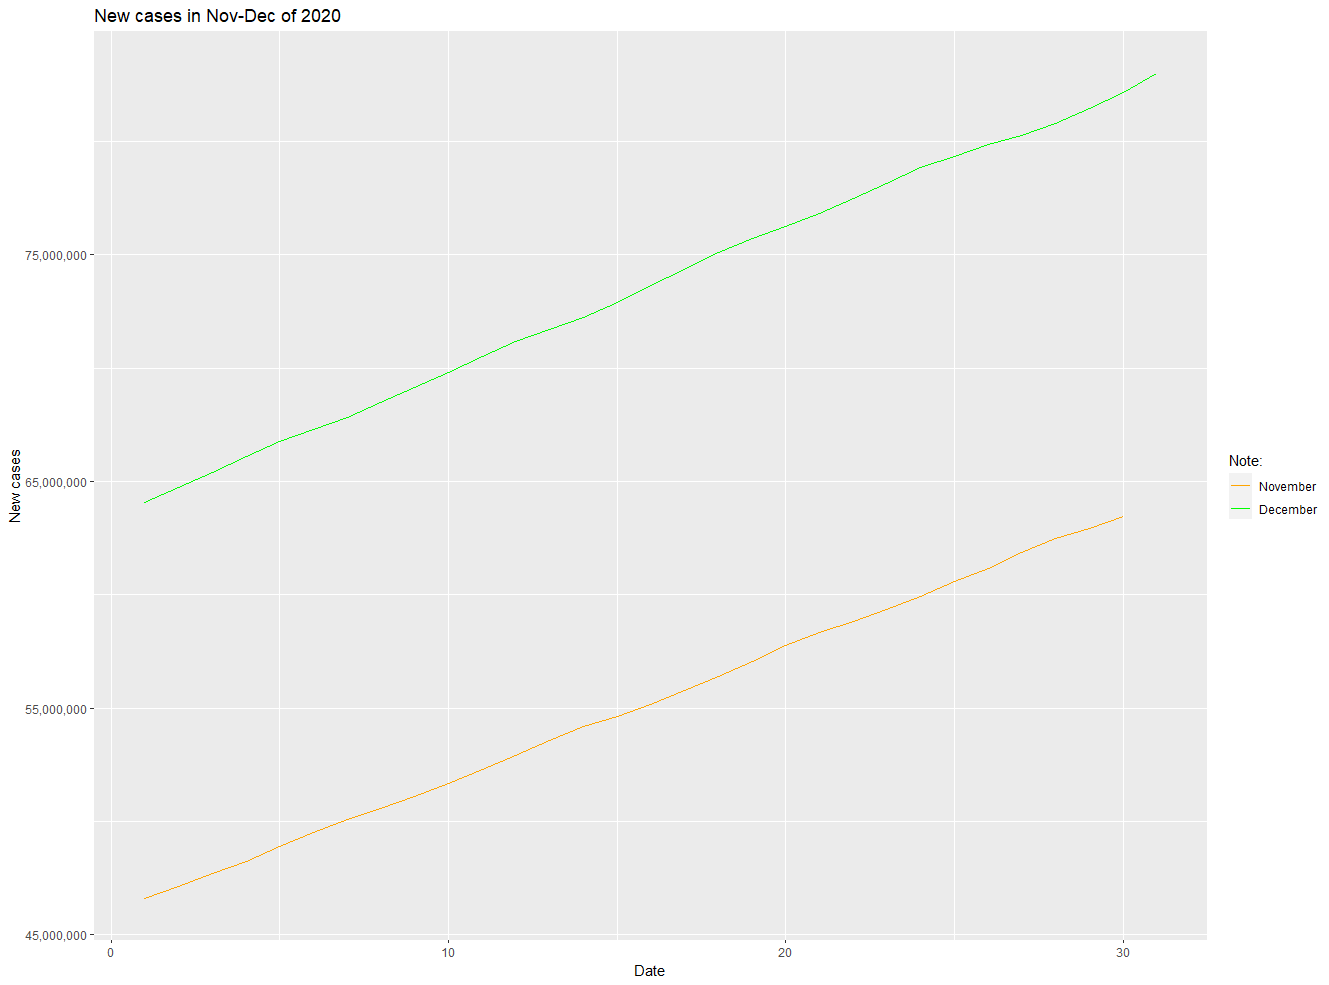 New cases in Nov-Dec of 2020
75,000,000
65,000,000
55,000,000
45,000,000
New cases
0
10
20
30
Date
Note:
November
December